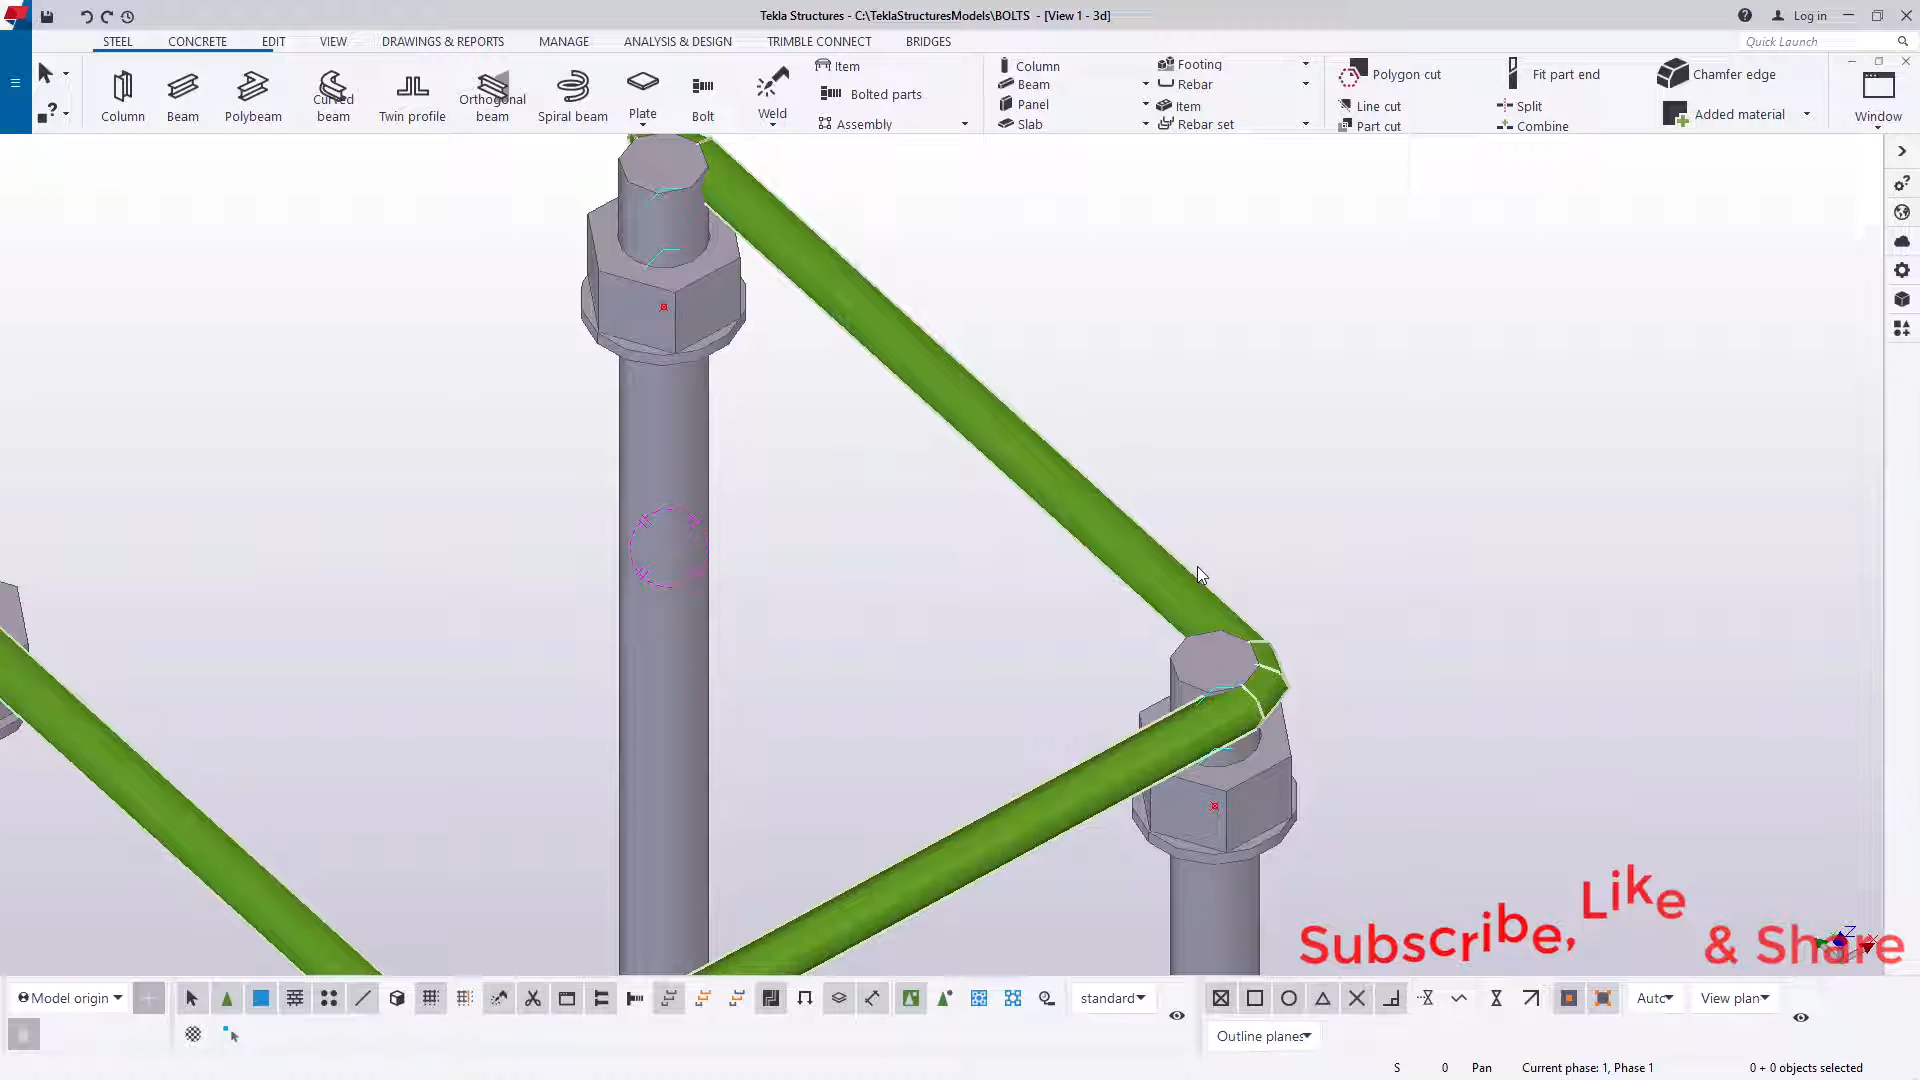 Tekla Structures - C:\TeklaStructuresModels\BOLTS - [View 1 - 3d]
Log in
STEEL CONCRETE EDIT VIEW DRAWINGS & REPORTS MANAGE ANALYSIS & DESIGN TRIMBLE CONNECT BRIDGES
Quick Launch
Column
Beam
Polybeam
Curved
beam
Twin profile
Orthogonal
beam
Spiral beam
Plate
Bolt
Weld
Item
Bolted parts
Assembly
Column
Beam
Panel
Slab
Footing
Rebar
Item
Rebar set
Polygon cut
Line cut
Part cut
Fit part end
Split
Combine
Chamfer edge
Added material
Window
Subscribe, Like
& Share
Z
Model origin
standard
Auto
View plan
Outline planes
S 0 Pan Current phase: 1, Phase 1 0 + 0 objects selected